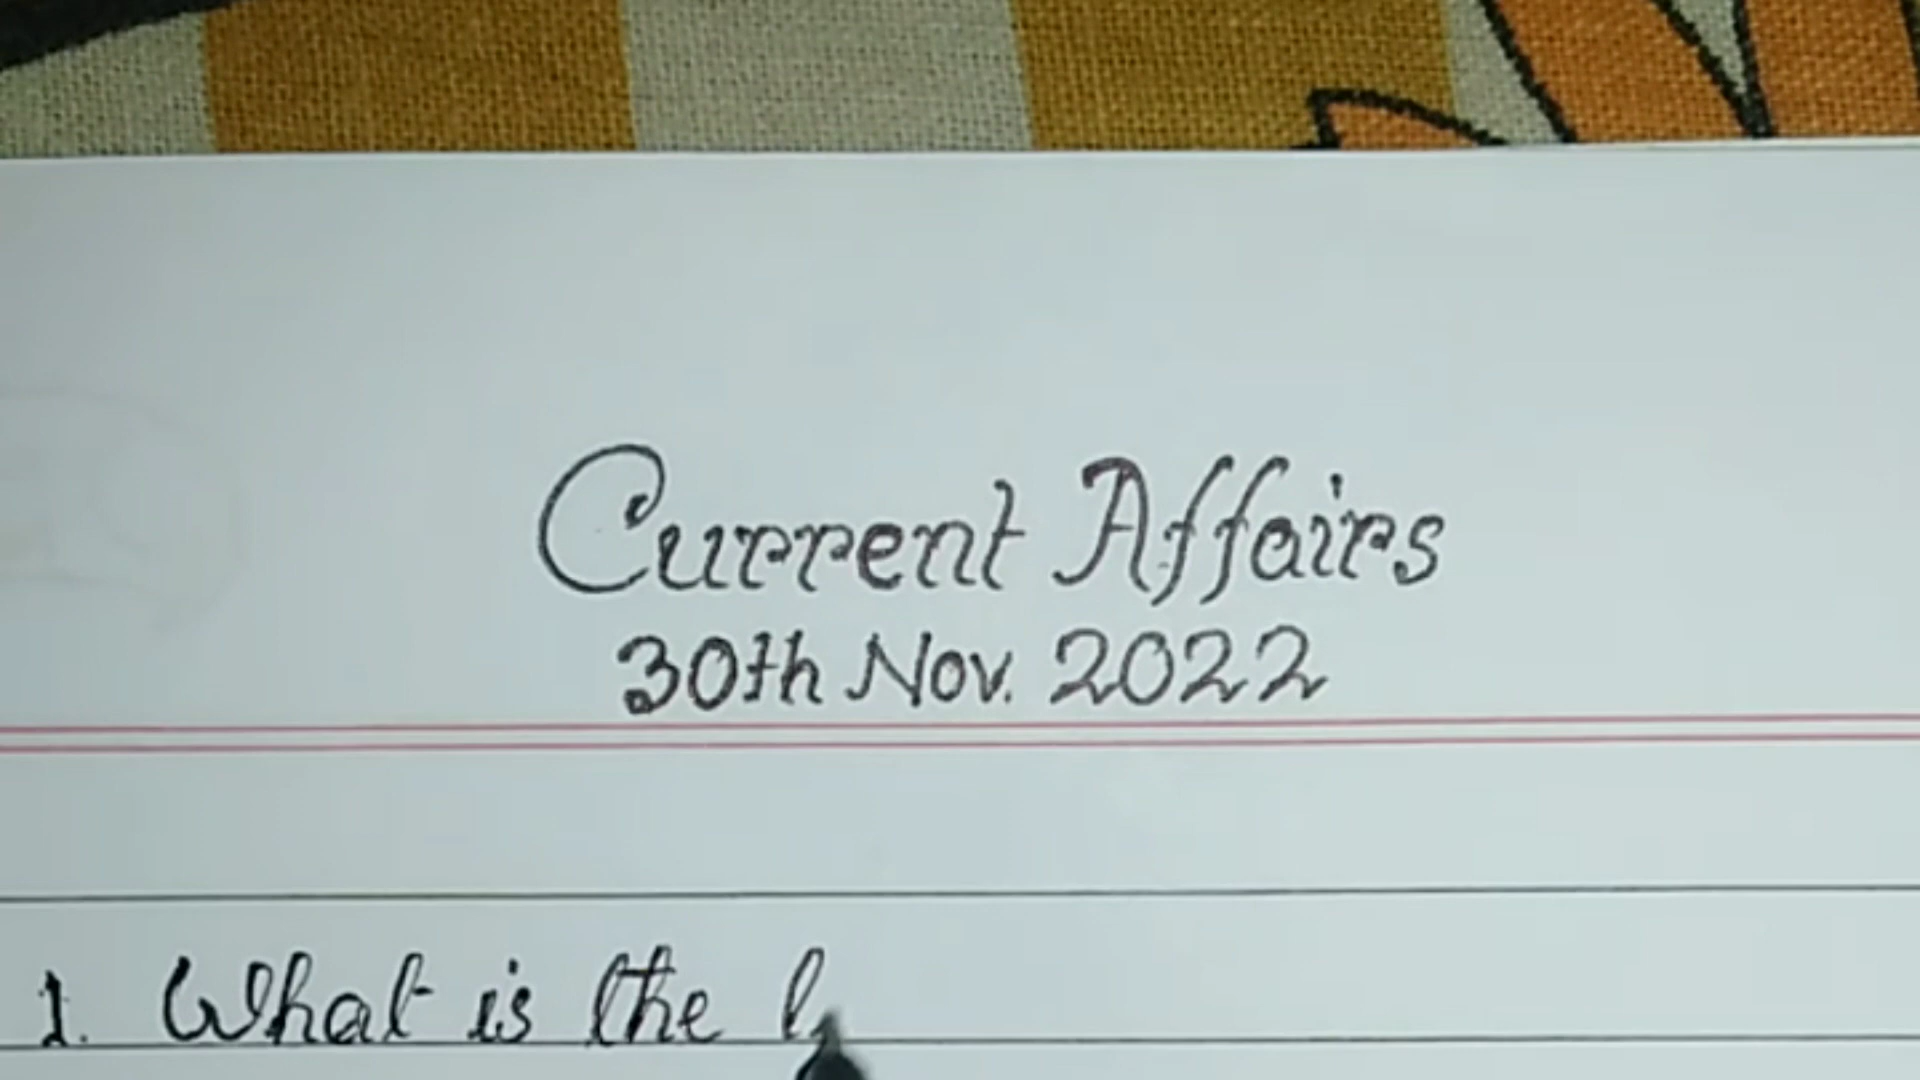 Current Affairs
30th Nov. 2022
1. What is the